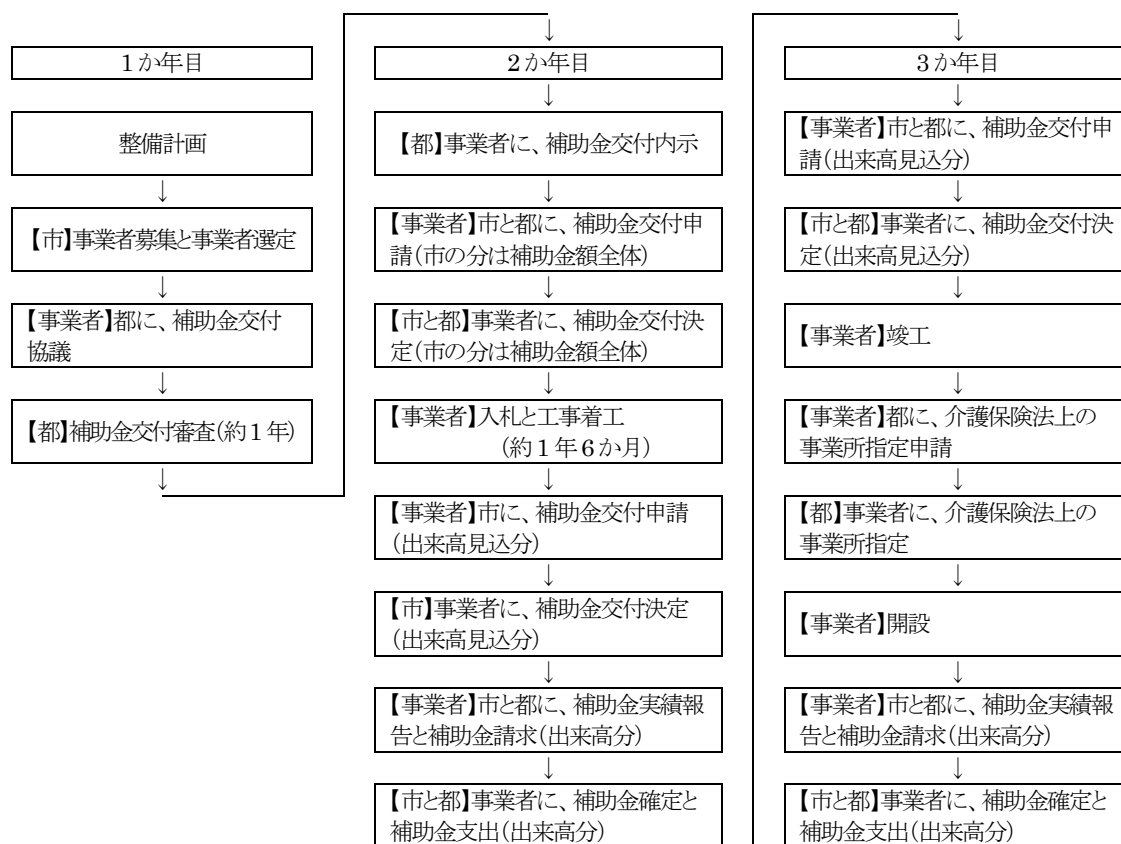 1か年目
整備計画
↓
【市】事業者募集と事業者選定
↓
【事業者】都に、補助金交付
協議
↓
【都】補助金交付審査(約1年)
↓
↓
2か年目
↓
【都】事業者に、補助金交付内示
↓
【事業者】市と都に、補助金交付申
請(市の分は補助金額全体)
↓
【市と都】事業者に、補助金交付決
定(市の分は補助金額全体)
↓
【事業者】入札と工事着工
(約1年6か月)
↓
【事業者】市に、補助金交付申請
(出来高見込分)
↓
【市】事業者に、補助金交付決定
(出来高見込分)
↓
【事業者】市と都に、補助金実績報
告と補助金請求(出来高分)
↓
【市と都】事業者に、補助金確定と
補助金支出(出来高分)
↓
3か年目
↓
【事業者】市と都に、補助金交付申
請(出来高見込分)
↓
【市と都】事業者に、補助金交付決
定(出来高見込分)
↓
【事業者】竣工
↓
【事業者】都に、介護保険法上の
事業所指定申請
↓
【都】事業者に、介護保険法上の
事業所指定
↓
【事業者】開設
↓
【事業者】市と都に、補助金実績報
告と補助金請求(出来高分)
↓
【市と都】事業者に、補助金確定と
補助金支出(出来高分)